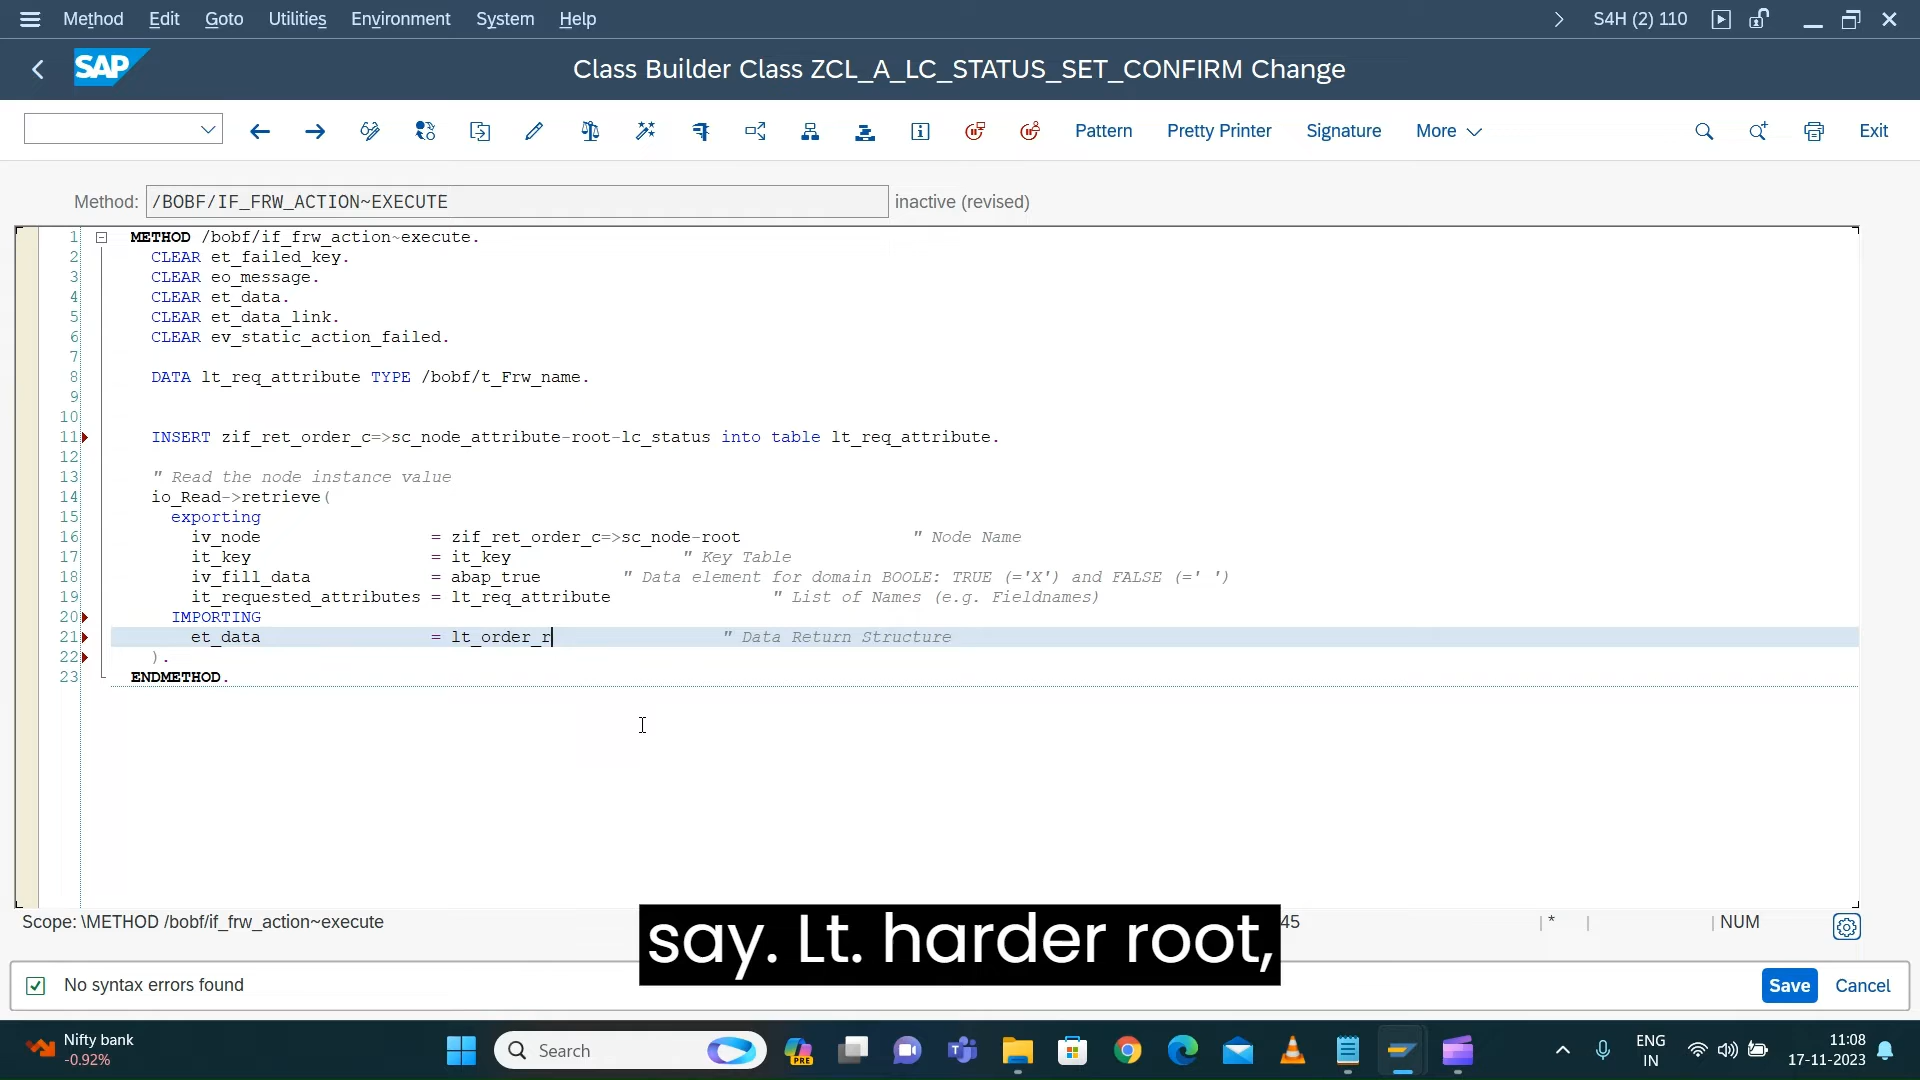 Method Edit Goto Utilities Environment System Help S4H (2) 110
SAP Class Builder Class ZCL_A_LC_STATUS_SET_CONFIRM Change
Pattern Pretty Printer Signature More Exit
Method: /BOBF/IF_FRW_ACTION~EXECUTE inactive (revised)
1 METHOD /bobf/if_frw_action~execute.
2 CLEAR et_failed_key.
3 CLEAR eo_message.
4 CLEAR et_data.
5 CLEAR et_data_link.
6 CLEAR ev_static_action_failed.
7
8 DATA lt_req_attribute TYPE /bobf/t_Frw_name.
9
10
11 INSERT zif_ret_order_c=>sc_node_attribute-root-lc_status into table lt_req_attribute.
12
13 " Read the node instance value
14 io_Read->retrieve(
15 exporting
16 iv_node = zif_ret_order_c=>sc_node-root " Node Name
17 it_key = it_key " Key Table
18 iv_fill_data = abap_true " Data element for domain BOOLE: TRUE (='X') and FALSE (=' ')
19 it_requested_attributes = lt_req_attribute " List of Names (e.g. Fieldnames)
20 IMPORTING
21 et_data = lt_order_r " Data Return Structure
22 ).
23 ENDMETHOD.
Scope: \METHOD /bobf/if_frw_action~execute 45 * NUM
say. Lt. harder root,
No syntax errors found Save Cancel
Nifty bank
-0.92%
Search
PRE
ENG
IN
11:08
17-11-2023